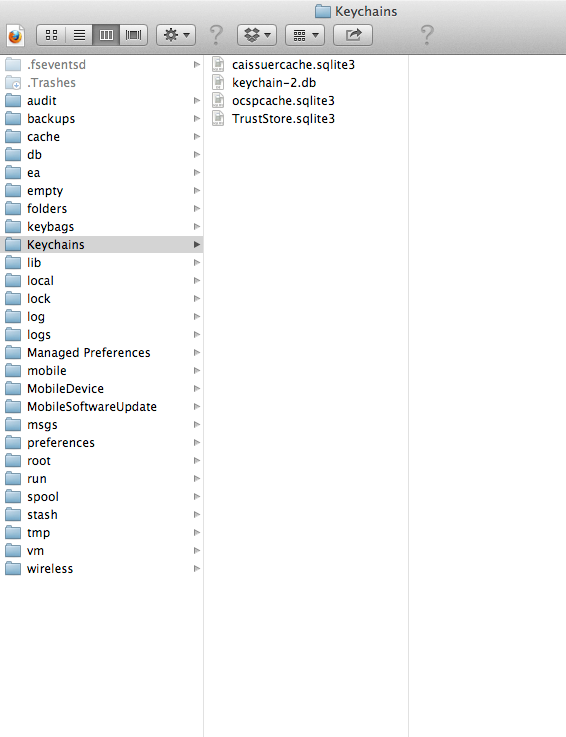 Keychains
.fseventsd
.Trashes
audit
backups
cache
db
ea
empty
folders
keybags
Keychains
lib
local
lock
log
logs
Managed Preferences
mobile
MobileDevice
MobileSoftwareUpdate
msgs
preferences
root
run
spool
stash
tmp
vm
wireless
caissuercache.sqlite3
keychain-2.db
ocspcache.sqlite3
TrustStore.sqlite3